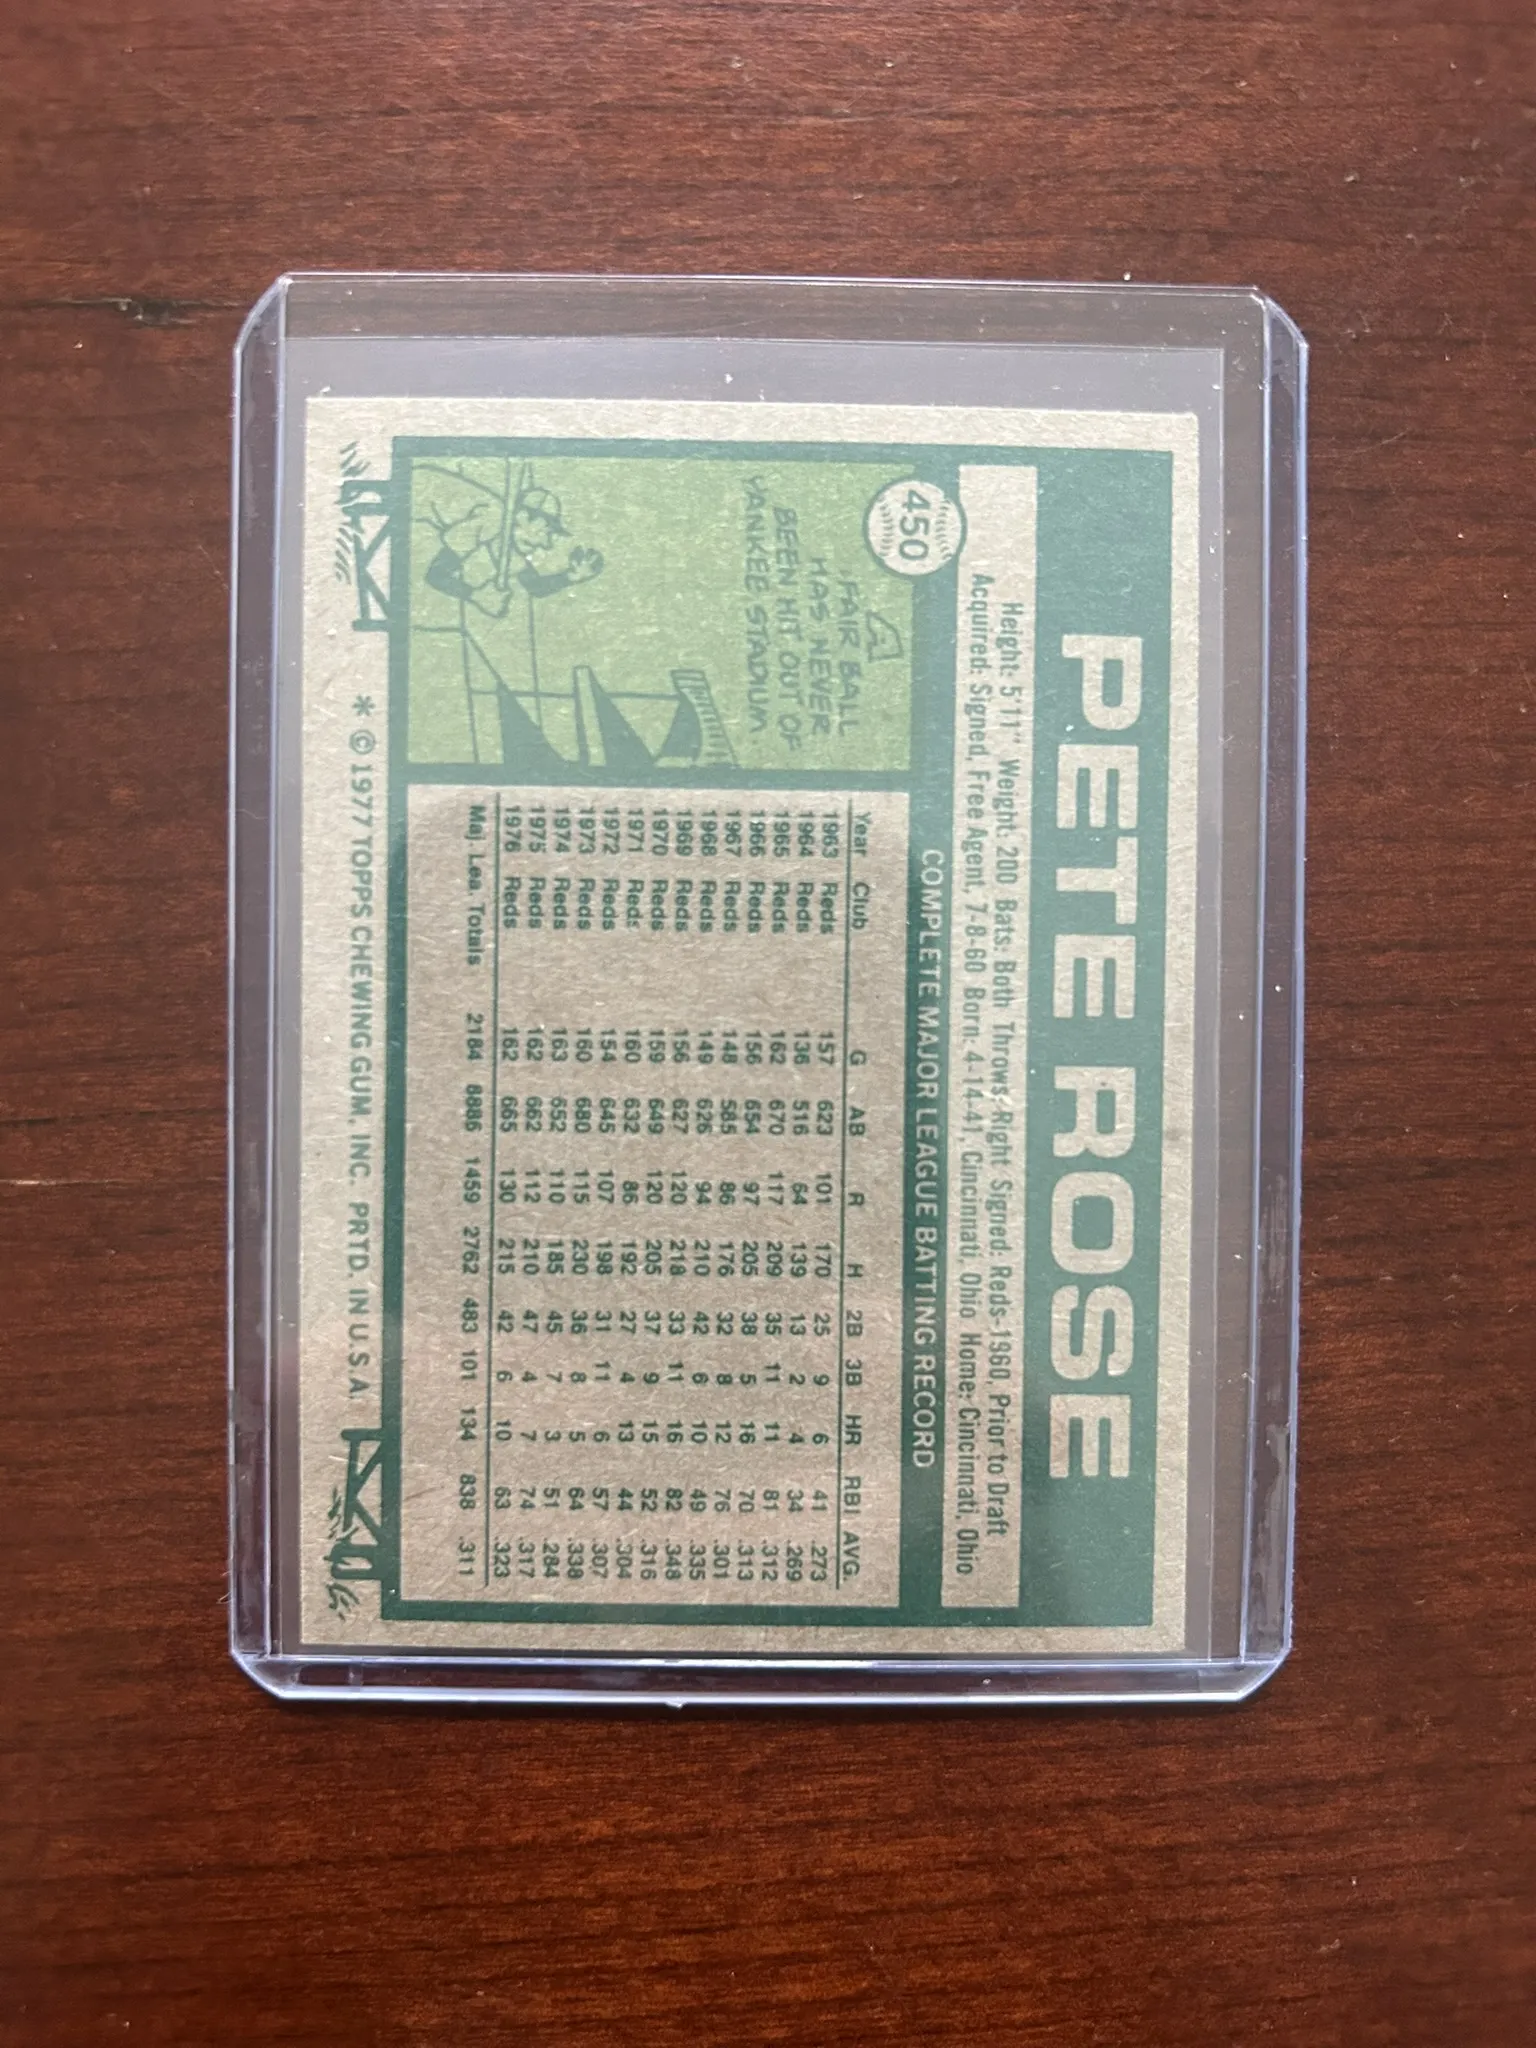 PETE ROSE
Height: 5'11" Weight: 200 Bats: Both Throws: Right Signed: Reds-1960, Prior to Draft
Acquired: Signed, Free Agent, 7-8-60 Born: 4-14-41, Cincinnati, Ohio Home: Cincinnati, Ohio
450
COMPLETE MAJOR LEAGUE BATTING RECORD
A
FAIR BALL
HAS NEVER
BEEN HIT OUT OF
YANKEE STADIUM.
Year Club G AB R H 2B 3B HR RBI AVG.
1963 Reds 157 623 101 170 25 9 6 41 .273
1964 Reds 136 516 64 139 13 2 4 34 .269
1965 Reds 162 670 117 209 35 11 11 81 .312
1966 Reds 156 654 97 205 38 5 16 70 .313
1967 Reds 148 585 86 176 32 8 12 76 .301
1968 Reds 149 626 94 210 42 6 10 49 .335
1969 Reds 156 627 120 218 33 11 16 82 .348
1970 Reds 159 649 120 205 37 9 15 52 .316
1971 Reds 160 632 86 192 27 4 13 44 .304
1972 Reds 154 645 107 198 31 11 6 57 .307
1973 Reds 160 680 115 230 36 8 5 64 .338
1974 Reds 163 652 110 185 45 7 3 51 .284
1975 Reds 162 662 112 210 47 4 7 74 .317
1976 Reds 162 665 130 215 42 6 10 63 .323
Maj. Lea. Totals 2184 8886 1459 2762 483 101 134 838 .311
* © 1977 TOPPS CHEWING GUM, INC. PRTD. IN U.S.A.